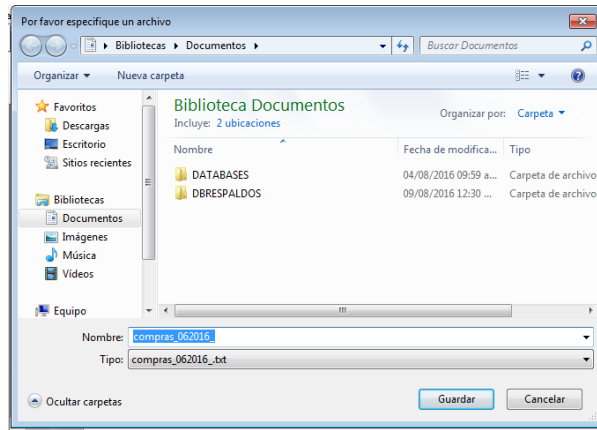 Por favor especifique un archivo
Bibliotecas Documentos
Buscar Documentos
Organizar Nueva carpeta
Favoritos
Descargas
Escritorio
Sitios recientes
Bibliotecas
Documentos
Imágenes
Música
Vídeos
Equipo
Biblioteca Documentos
Incluye: 2 ubicaciones
Organizar por: Carpeta
Nombre Fecha de modifica... Tipo
DATABASES 04/08/2016 09:59 a... Carpeta de archivo
DBRESPALDOS 09/08/2016 12:30 ... Carpeta de archivo
Nombre: compras_062016_
Tipo: compras_062016_.txt
Ocultar carpetas
Guardar Cancelar